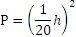 P = (1/20 h)²